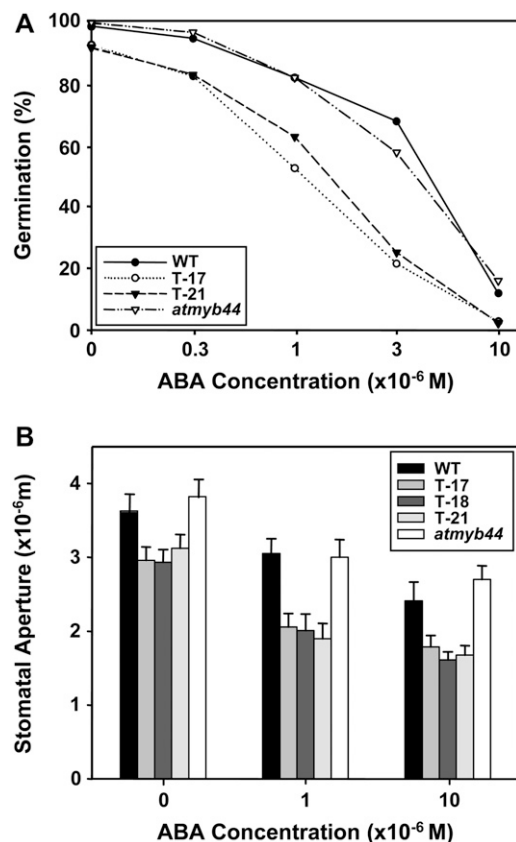 A
100
80
60
40
20
0
Germination (%)
WT
T-17
T-21
atmyb44
0 0.3 1 3 10
ABA Concentration (x10⁻⁶ M)
B
4
3
2
1
0
Stomatal Aperture (x10⁻⁶m)
WT
T-17
T-18
T-21
atmyb44
0 1 10
ABA Concentration (x10⁻⁶ M)